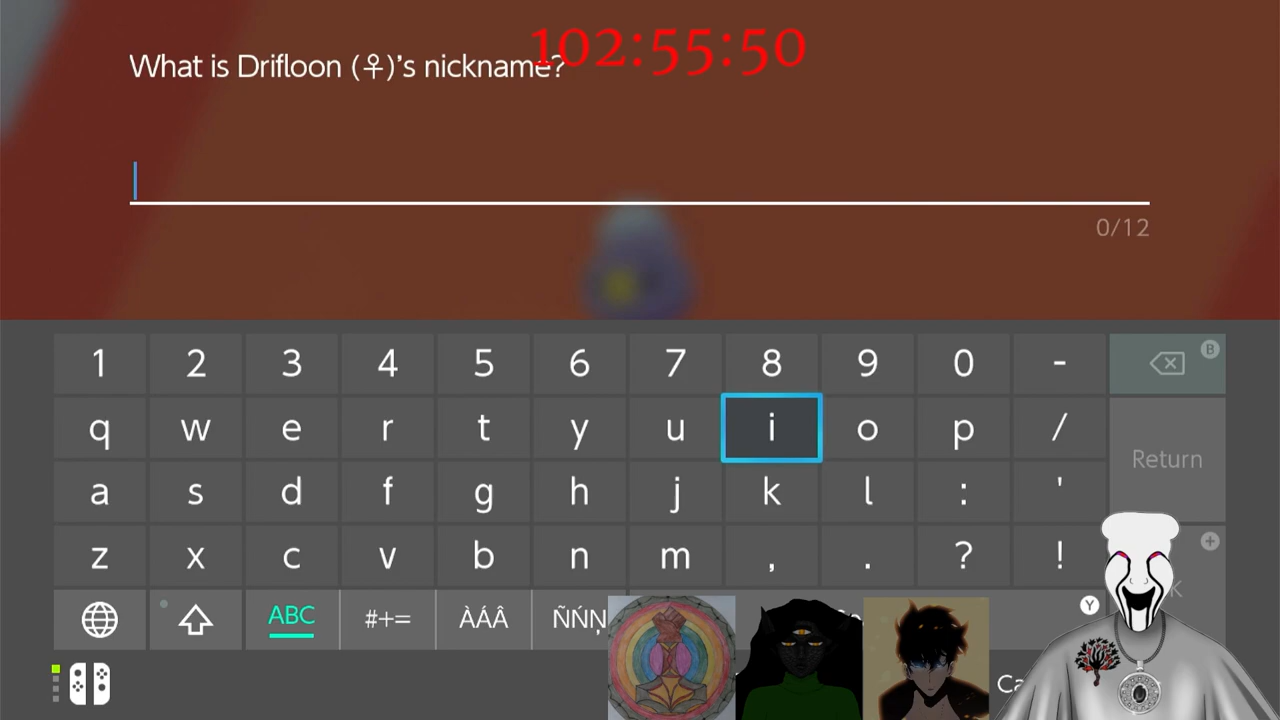 102:55:50
What is Drifloon (♀)'s nickname?
0/12
1 2 3 4 5 6 7 8 9 0 -
B
q w e r t y u i o p /
Return
a s d f g h j k l : '
z x c v b n m , . ? !
+
ABC #+= ÀÁÂ ÑŃŅ
Y